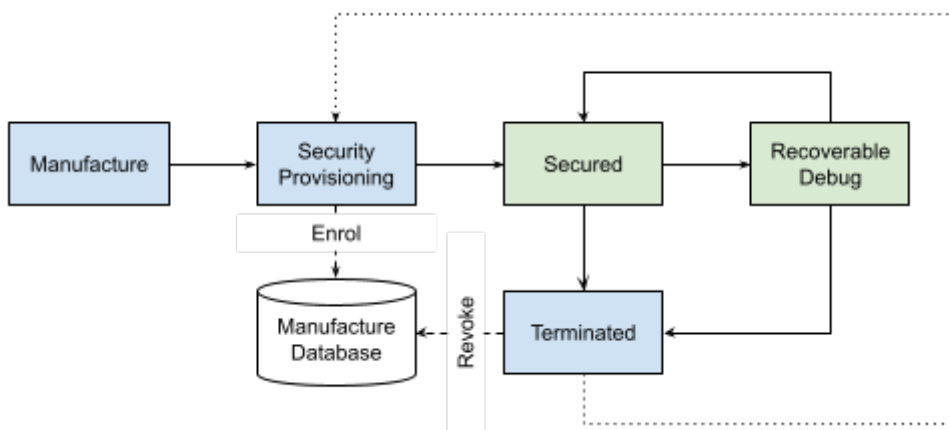 Manufacture
Security
Provisioning
Secured
Recoverable
Debug
Enrol
Manufacture
Database
Revoke
Terminated